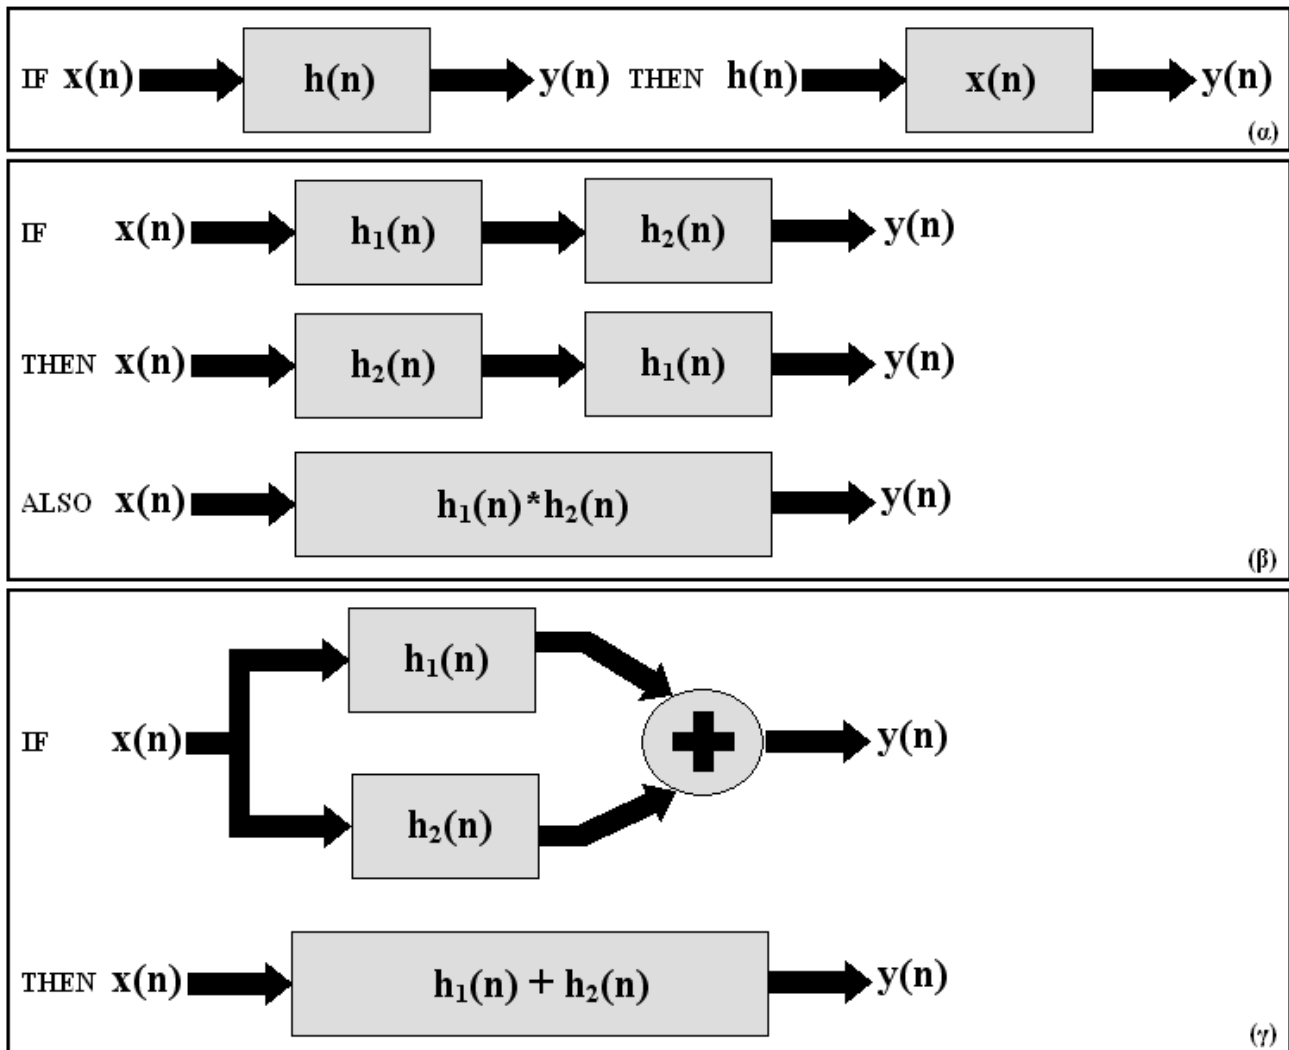 IF x(n) h(n) y(n) THEN h(n) x(n) y(n)
(α)
IF x(n) h₁(n) h₂(n) y(n)
THEN x(n) h₂(n) h₁(n) y(n)
ALSO x(n) h₁(n)*h₂(n) y(n)
(β)
h₁(n)
IF x(n) + y(n)
h₂(n)
THEN x(n) h₁(n) + h₂(n) y(n)
(γ)